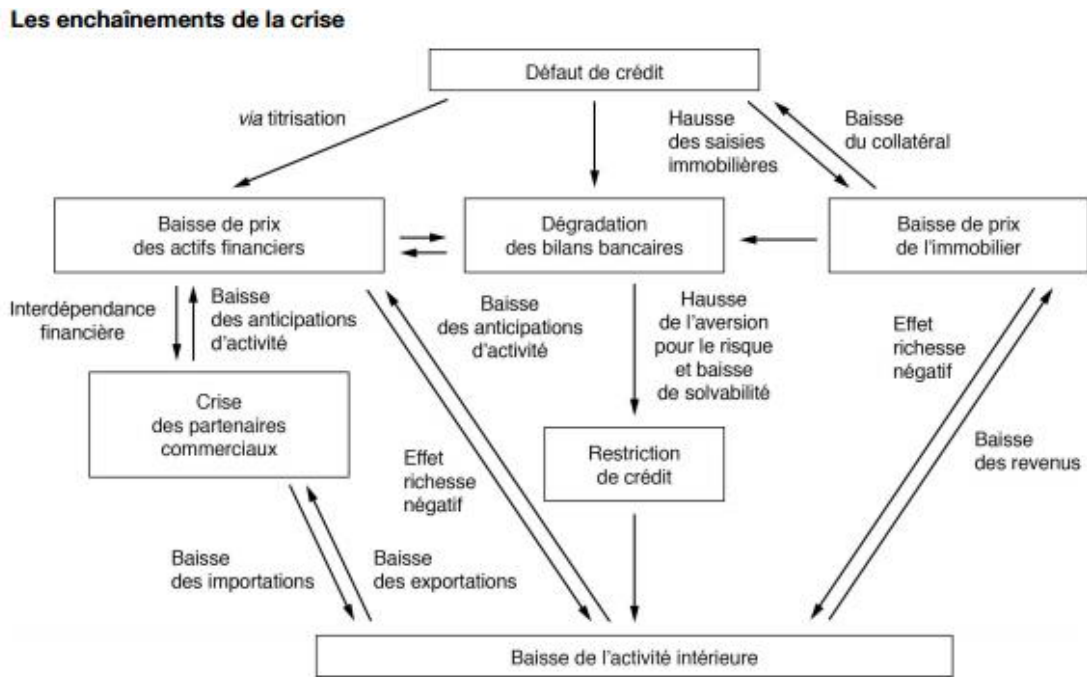 Les enchaînements de la crise
Défaut de crédit
via titrisation
Hausse
des saisies
immobilières
Baisse
du collatéral
Baisse de prix
des actifs financiers
Dégradation
des bilans bancaires
Baisse de prix
de l'immobilier
Interdépendance
financière
Baisse
des anticipations
d'activité
Baisse
des anticipations
d'activité
Hausse
de l'aversion
pour le risque
et baisse
de solvabilité
Effet
richesse
négatif
Crise
des partenaires
commerciaux
Effet
richesse
négatif
Restriction
de crédit
Baisse
des revenus
Baisse
des importations
Baisse
des exportations
Baisse de l'activité intérieure